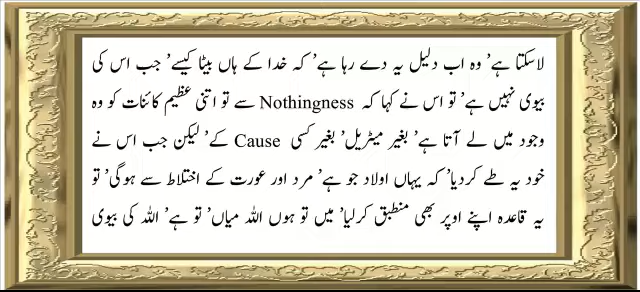 لاسکتا ہے’ وہ اب دلیل یہ دے رہا ہے’ کہ خدا کے ہاں بیٹا کیسے’ جب اس کی
بیوی نہیں ہے’ تو اس نے کہا کہ Nothingness سے تو اتنی عظیم کائنات کو وہ
وجود میں لے آتا ہے’ بغیر میٹریل’ بغیر کسی Cause کے’ لیکن جب اس نے
خود یہ طے کردیا’ کہ یہاں اولاد جو ہے’ مرد اور عورت کے اختلاط سے ہوگی’ تو
یہ قاعدہ اپنے اوپر بھی منطبق کرلیا’ میں تو ہوں اللہ میاں’ تو ہے’ اللہ کی بیوی